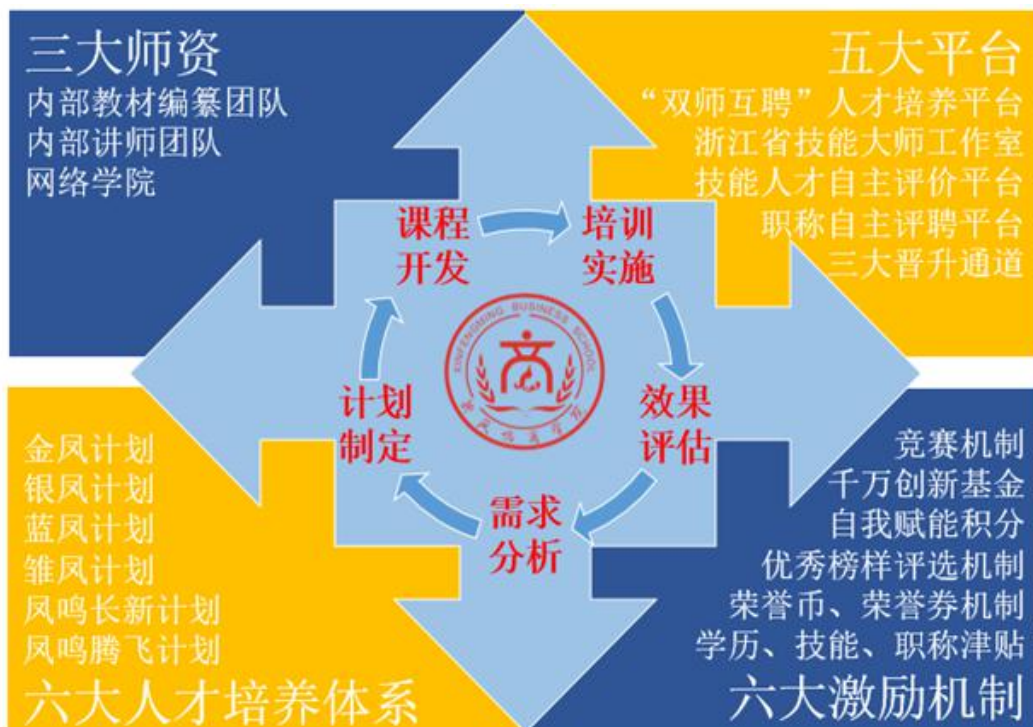 三大师资
内部教材编纂团队
内部讲师团队
网络学院
五大平台
“双师互聘”人才培养平台
浙江省技能大师工作室
技能人才自主评价平台
职称自主评聘平台
三大晋升通道
课程
开发
培训
实施
效果
评估
需求
分析
计划
制定
XINFENGMING BUSINESS SCHOOL
新凤鸣商学院
金凤计划
银凤计划
蓝凤计划
雏凤计划
凤鸣长新计划
凤鸣腾飞计划
六大人才培养体系
竞赛机制
千万创新基金
自我赋能积分
优秀榜样评选机制
荣誉币、荣誉券机制
学历、技能、职称津贴
六大激励机制